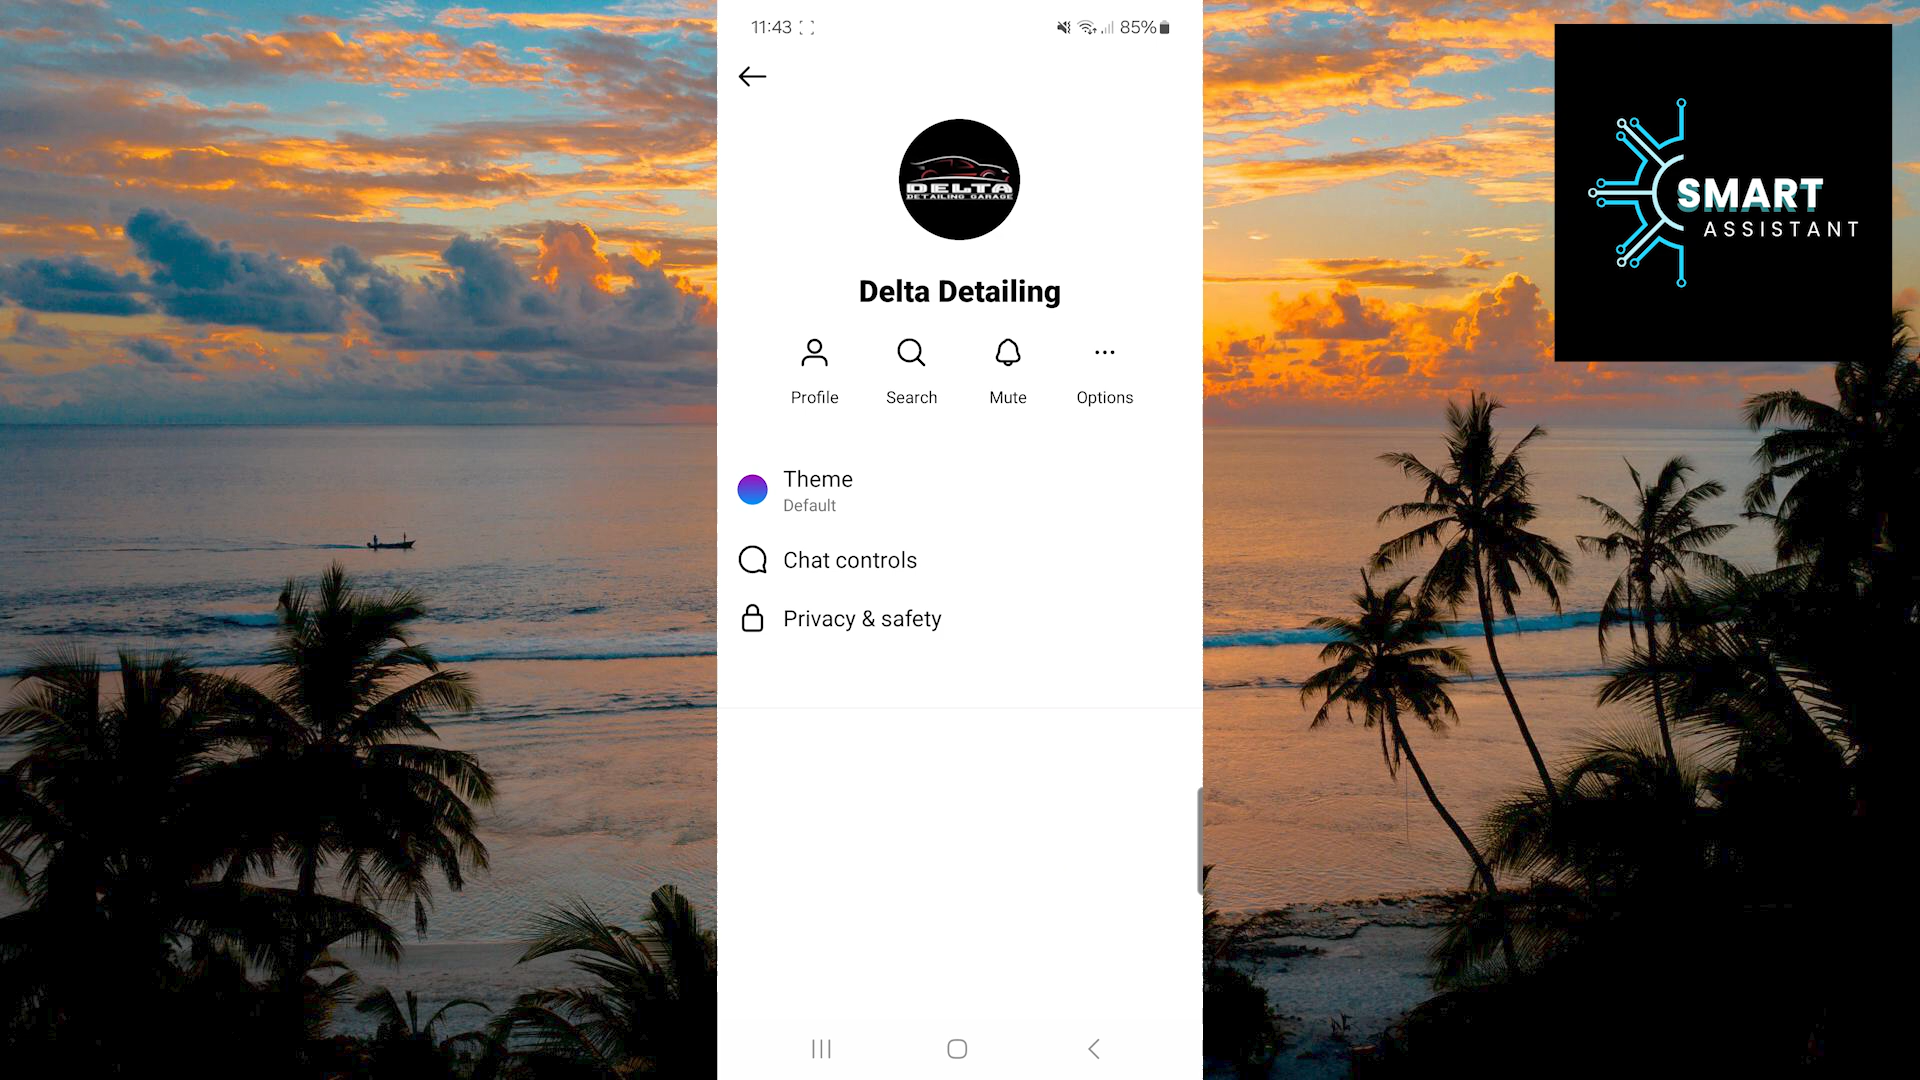 11:43
85%
DELTA
DETAILING GARAGE
Delta Detailing
Profile
Search
Mute
Options
Theme
Default
Chat controls
Privacy & safety
SMART
ASSISTANT